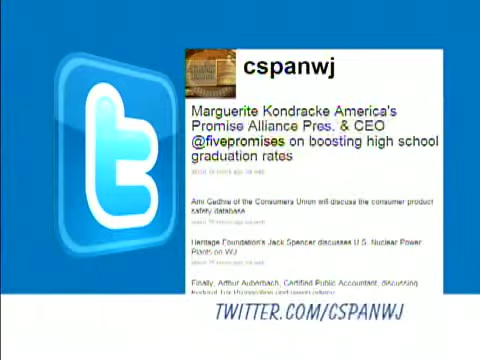 t
cspanwj
Marguerite Kondracke America's
Promise Alliance Pres. & CEO
@fivepromises on boosting high school
graduation rates
Ami Gadhia of the Consumers Union will discuss the consumer product
safety database
Heritage Foundation's Jack Spencer discusses U.S. Nuclear Power
Plants on WJ
Finally, Arthur Auerbach, Certified Public Accountant, discussing
TWITTER.COM/CSPANWJ